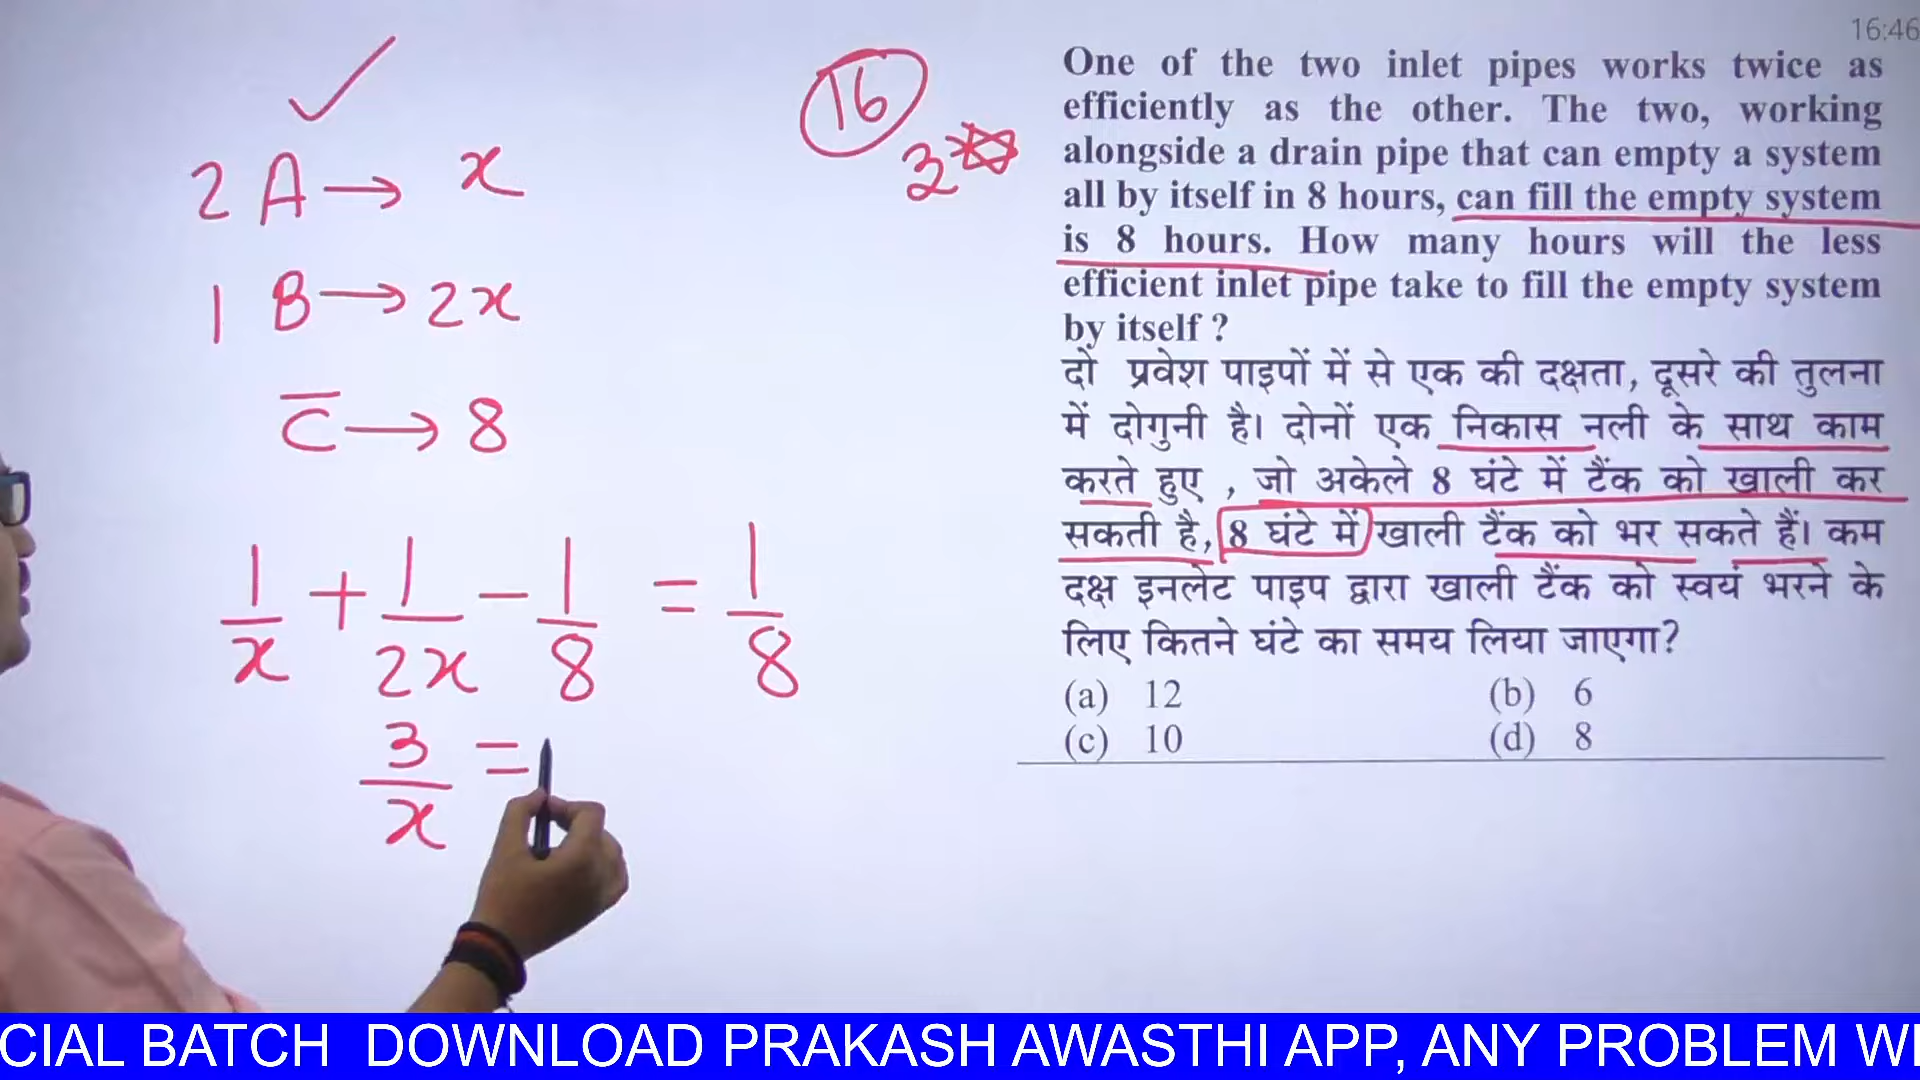 16:46
One of the two inlet pipes works twice as
efficiently as the other. The two, working
alongside a drain pipe that can empty a system
all by itself in 8 hours, can fill the empty system
is 8 hours. How many hours will the less
efficient inlet pipe take to fill the empty system
by itself ?
दो प्रवेश पाइपों में से एक की दक्षता, दूसरे की तुलना
में दोगुनी है। दोनों एक निकास नली के साथ काम
करते हुए , जो अकेले 8 घंटे में टैंक को खाली कर
सकती है, 8 घंटे में खाली टैंक को भर सकते हैं। कम
दक्ष इनलेट पाइप द्वारा खाली टैंक को स्वयं भरने के
लिए कितने घंटे का समय लिया जाएगा?
(a) 12 (b) 6
(c) 10 (d) 8
16
2 A → x
1 B → 2x
C̅ → 8
1/x + 1/2x - 1/8 = 1/8
3/x =
CIAL BATCH DOWNLOAD PRAKASH AWASTHI APP, ANY PROBLEM WI